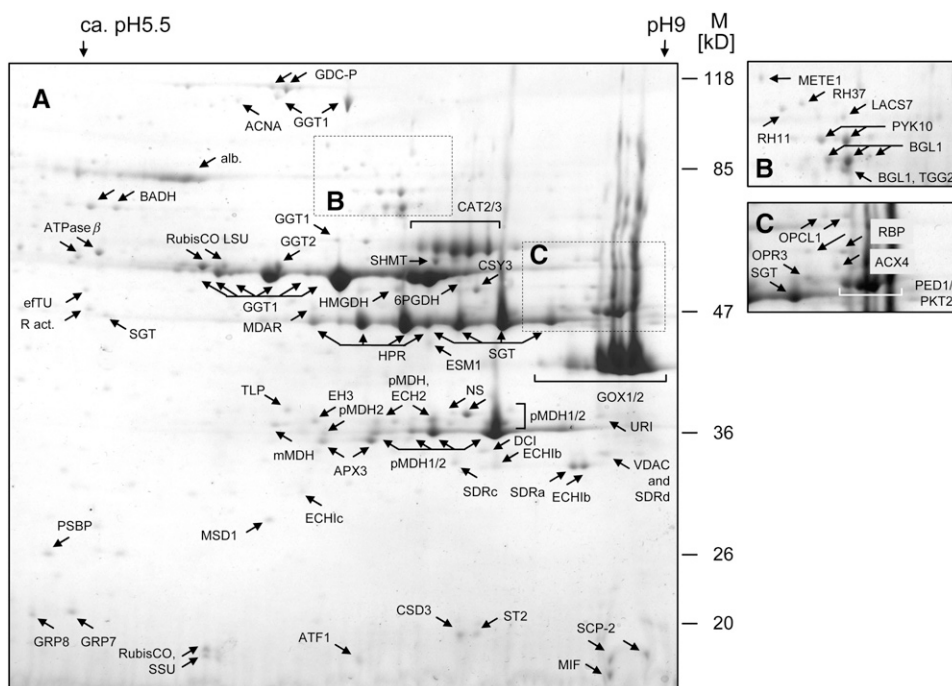 ca. pH5.5
pH9
M
[kD]
A
GDC-P
ACNA
GGT1
118
alb.
85
BADH
B
GGT1
CAT2/3
ATPase β
RubisCO LSU
GGT2
SHMT
CSY3
C
efTU
GGT1
HMGDH
6PGDH
R act.
SGT
MDAR
47
HPR
SGT
ESM1
GOX1/2
TLP
EH3
pMDH2
pMDH,
ECH2
NS
pMDH1/2
URI
36
mMDH
APX3
pMDH1/2
DCI
ECHIb
SDRc
SDRa
ECHIb
VDAC
and
SDRd
ECHIc
MSD1
PSBP
26
GRP8
GRP7
CSD3
ST2
20
RubisCO,
SSU
ATF1
SCP-2
MIF
METE1
RH37
LACS7
RH11
PYK10
BGL1
B
BGL1, TGG2
C
OPCL1
RBP
OPR3
ACX4
SGT
PED1/
PKT2